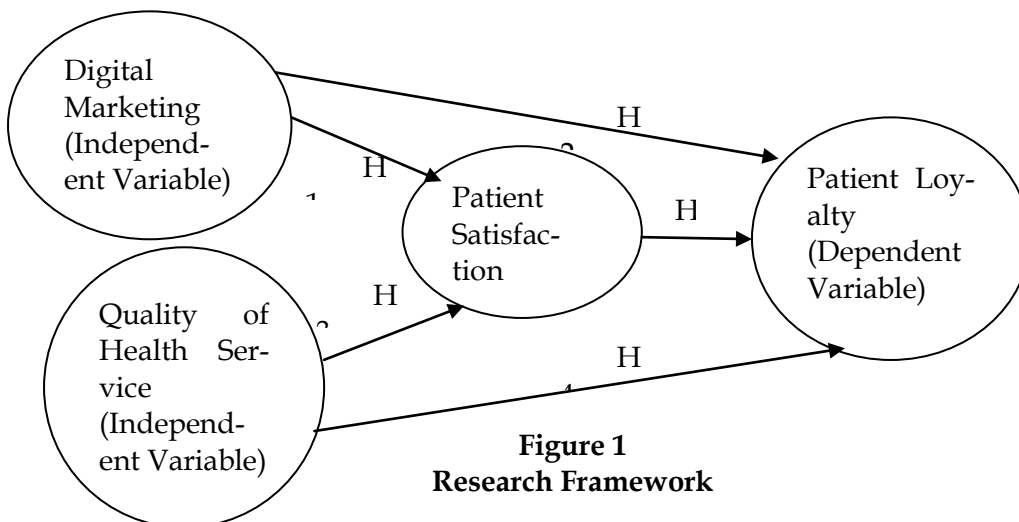 Digital
Marketing
(Independ-
ent Variable)
H
H
Patient
Satisfac-
tion
H
Patient Loy-
alty
(Dependent
Variable)
H
Quality of
Health Ser-
vice
(Independ-
ent Variable)
H
Figure 1
Research Framework